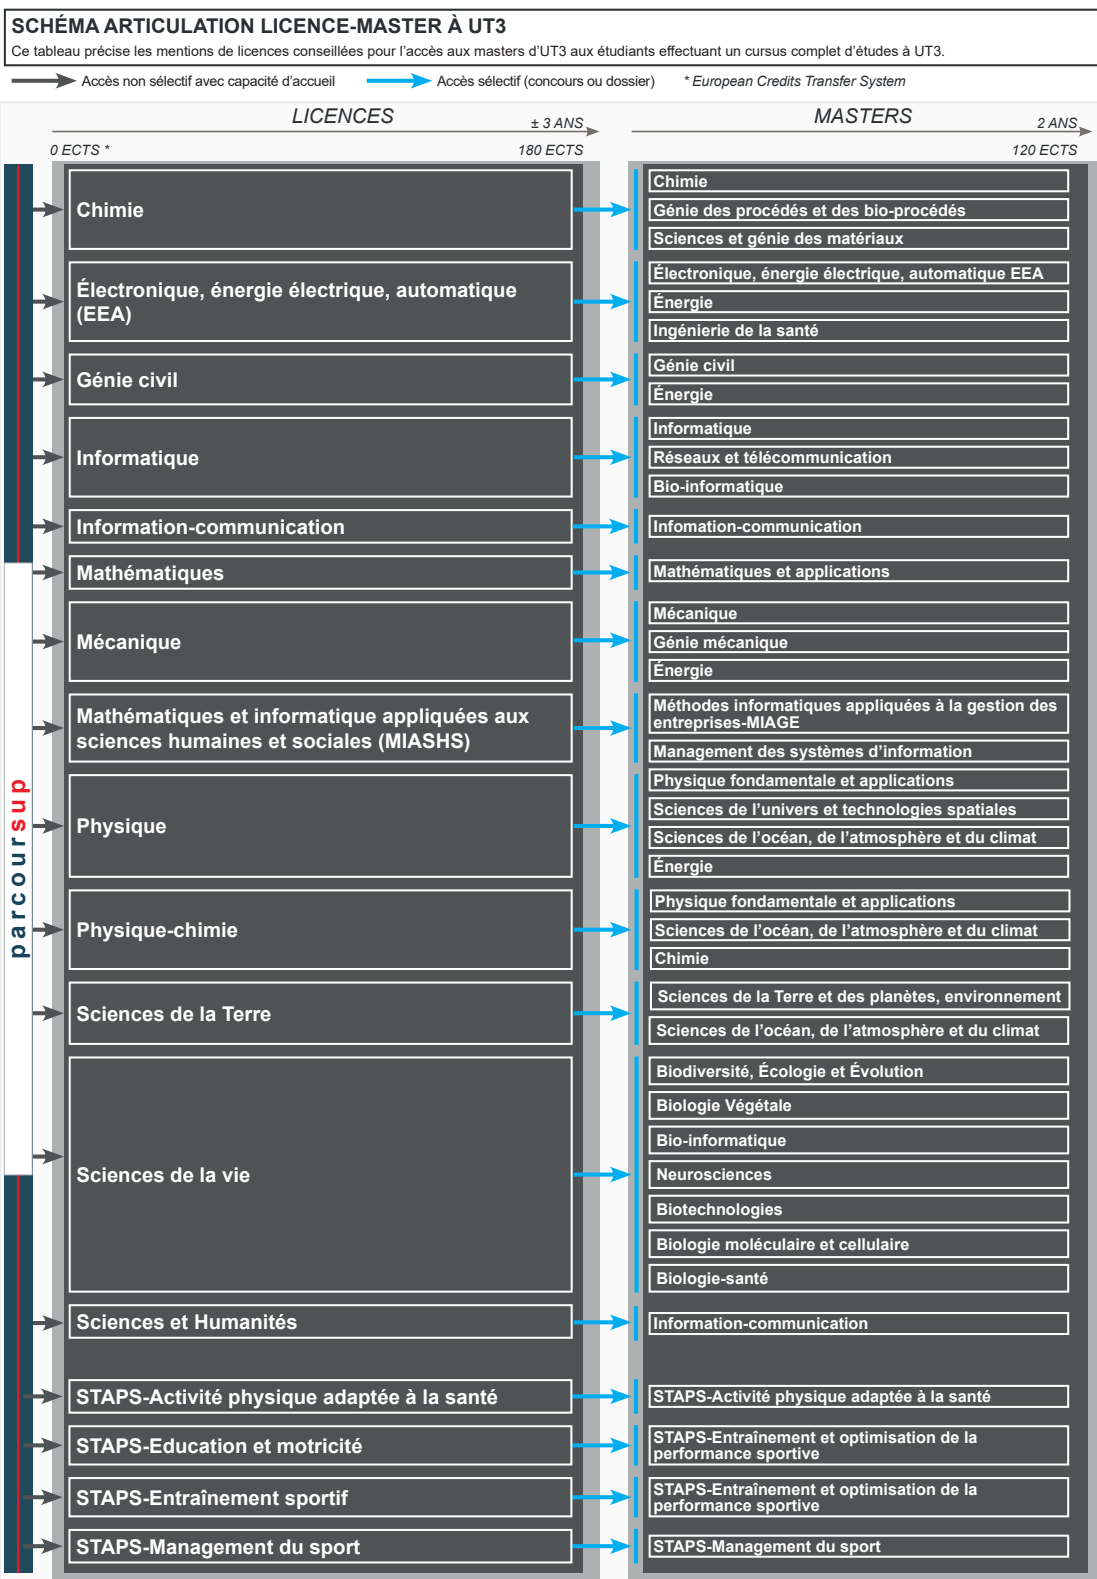 SCHÉMA ARTICULATION LICENCE-MASTER À UT3
Ce tableau précise les mentions de licences conseillées pour l'accès aux masters d'UT3 aux étudiants effectuant un cursus complet d'études à UT3.
Accès non sélectif avec capacité d'accueil
Accès sélectif (concours ou dossier)
* European Credits Transfer System
LICENCES
± 3 ANS
0 ECTS *
180 ECTS
MASTERS
2 ANS
120 ECTS
parcoursup
Chimie
Chimie
Génie des procédés et des bio-procédés
Sciences et génie des matériaux
Électronique, énergie électrique, automatique
(EEA)
Électronique, énergie électrique, automatique EEA
Énergie
Ingénierie de la santé
Génie civil
Génie civil
Énergie
Informatique
Informatique
Réseaux et télécommunication
Bio-informatique
Information-communication
Infomation-communication
Mathématiques
Mathématiques et applications
Mécanique
Mécanique
Génie mécanique
Énergie
Mathématiques et informatique appliquées aux
sciences humaines et sociales (MIASHS)
Méthodes informatiques appliquées à la gestion des
entreprises-MIAGE
Management des systèmes d'information
Physique
Physique fondamentale et applications
Sciences de l'univers et technologies spatiales
Sciences de l'océan, de l'atmosphère et du climat
Énergie
Physique-chimie
Physique fondamentale et applications
Sciences de l'océan, de l'atmosphère et du climat
Chimie
Sciences de la Terre
Sciences de la Terre et des planètes, environnement
Sciences de l'océan, de l'atmosphère et du climat
Sciences de la vie
Biodiversité, Écologie et Évolution
Biologie Végétale
Bio-informatique
Neurosciences
Biotechnologies
Biologie moléculaire et cellulaire
Biologie-santé
Sciences et Humanités
Information-communication
STAPS-Activité physique adaptée à la santé
STAPS-Activité physique adaptée à la santé
STAPS-Education et motricité
STAPS-Entraînement et optimisation de la
performance sportive
STAPS-Entraînement sportif
STAPS-Entraînement et optimisation de la
performance sportive
STAPS-Management du sport
STAPS-Management du sport